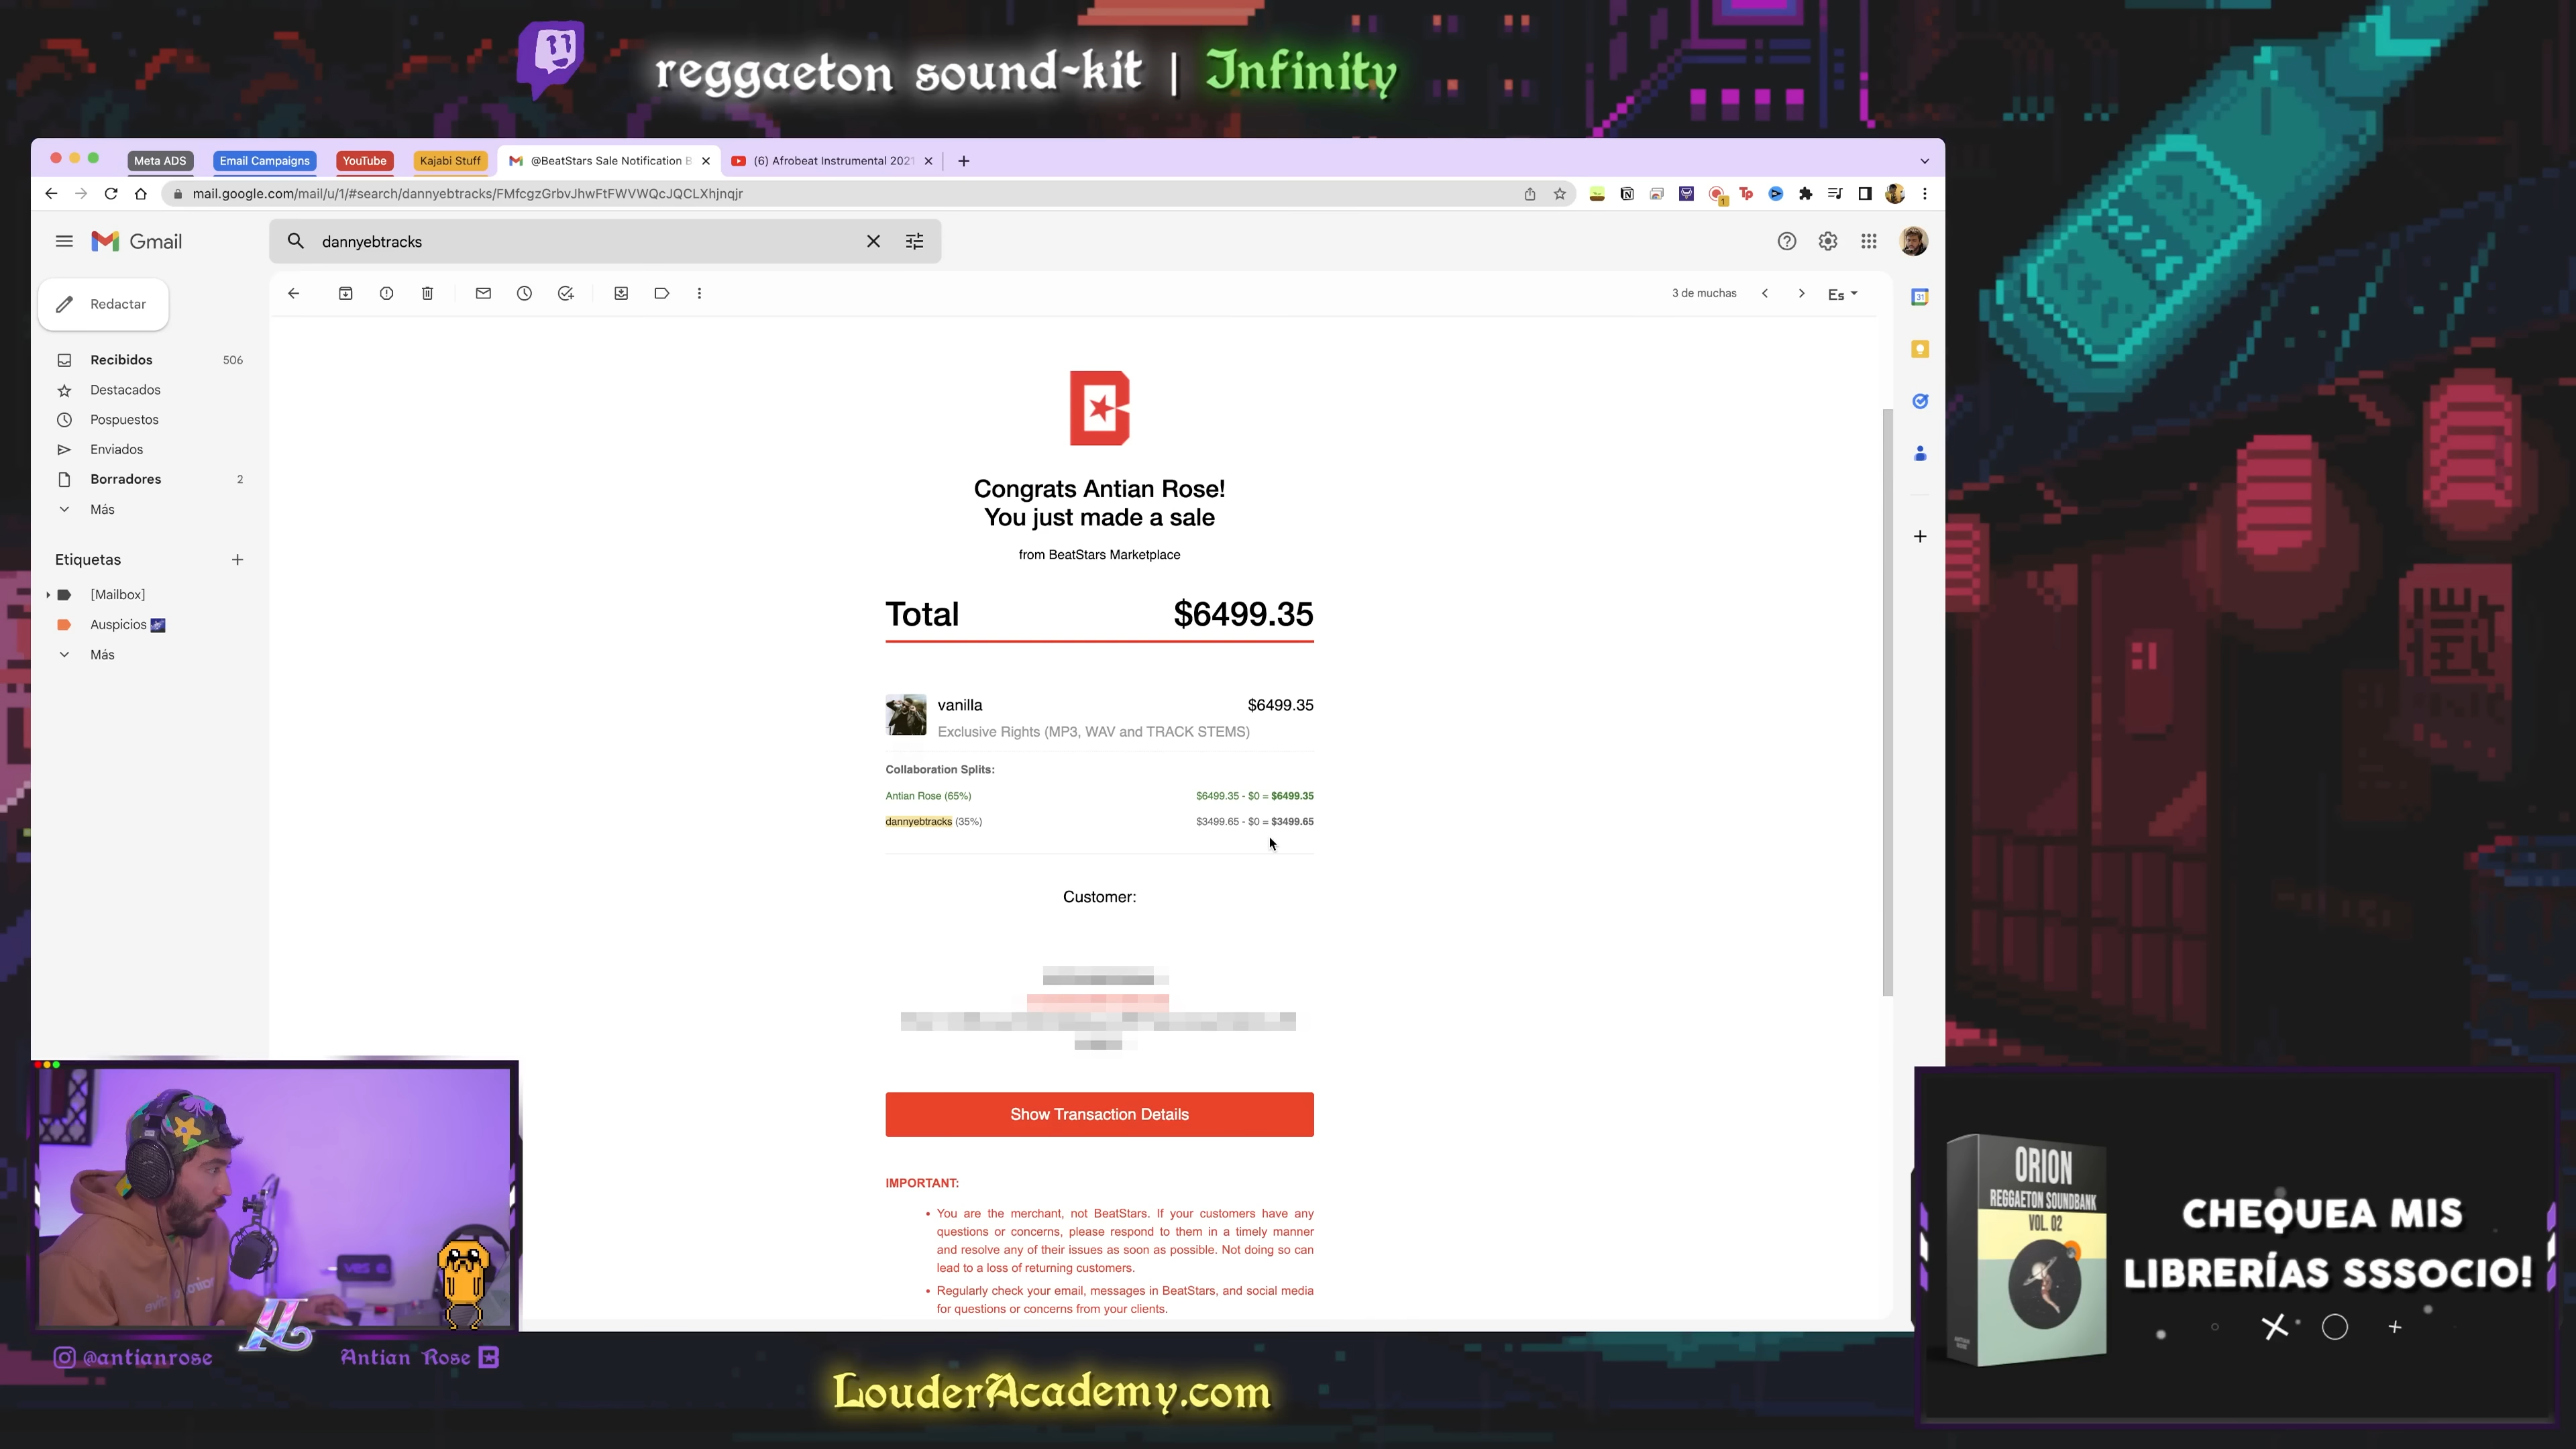 reggaeton sound-kit | Infinity
Meta ADS
Email Campaigns
YouTube
Kajabi Stuff
@BeatStars Sale Notification B
(6) Afrobeat Instrumental 2021
mail.google.com/mail/u/1/#search/dannyebtracks/FMfcgzGrbvJhwFtFWVWQcJQCLXhjnqjr
Gmail
dannyebtracks
Redactar
3 de muchas
Es
Recibidos 506
Destacados
Pospuestos
Enviados
Borradores 2
Más
Etiquetas
[Mailbox]
Auspicios
Más
Congrats Antian Rose!
You just made a sale
from BeatStars Marketplace
Total $6499.35
vanilla $6499.35
Exclusive Rights (MP3, WAV and TRACK STEMS)
Collaboration Splits:
Antian Rose (65%) $6499.35 - $0 = $6499.35
dannyebtracks (35%) $3499.65 - $0 = $3499.65
Customer:
Show Transaction Details
IMPORTANT:
• You are the merchant, not BeatStars. If your customers have any
questions or concerns, please respond to them in a timely manner
and resolve any of their issues as soon as possible. Not doing so can
lead to a loss of returning customers.
• Regularly check your email, messages in BeatStars, and social media
for questions or concerns from your clients.
@antianrose
Antian Rose
LouderAcademy.com
ORION
REGGAETON SOUNDBANK
VOL. 02
CHEQUEA MIS
LIBRERÍAS SSSOCIO!